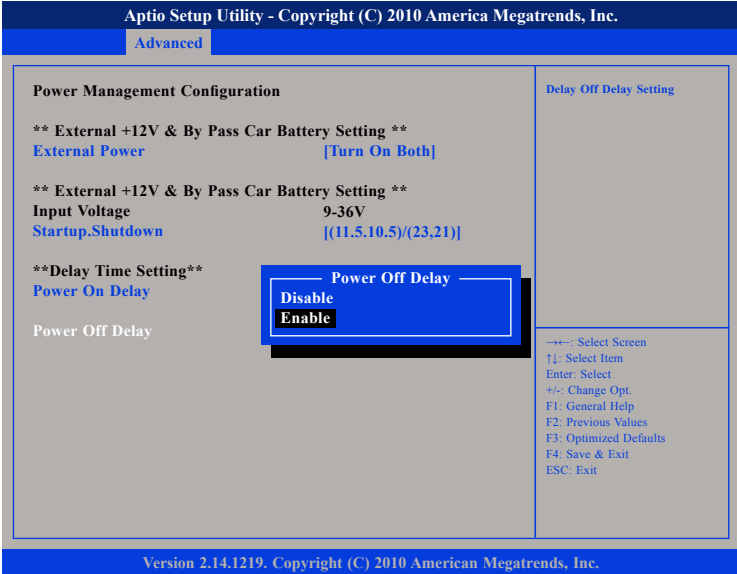 Aptio Setup Utility - Copyright (C) 2010 America Megatrends, Inc.
Advanced
Power Management Configuration
** External +12V & By Pass Car Battery Setting **
External Power [Turn On Both]
** External +12V & By Pass Car Battery Setting **
Input Voltage 9-36V
Startup.Shutdown [(11.5.10.5)/(23,21)]
**Delay Time Setting**
Power On Delay
Power Off Delay
Power Off Delay
Disable
Enable
Delay Off Delay Setting
→←: Select Screen
↑↓: Select Item
Enter: Select
+/-: Change Opt.
F1: General Help
F2: Previous Values
F3: Optimized Defaults
F4: Save & Exit
ESC: Exit
Version 2.14.1219. Copyright (C) 2010 American Megatrends, Inc.